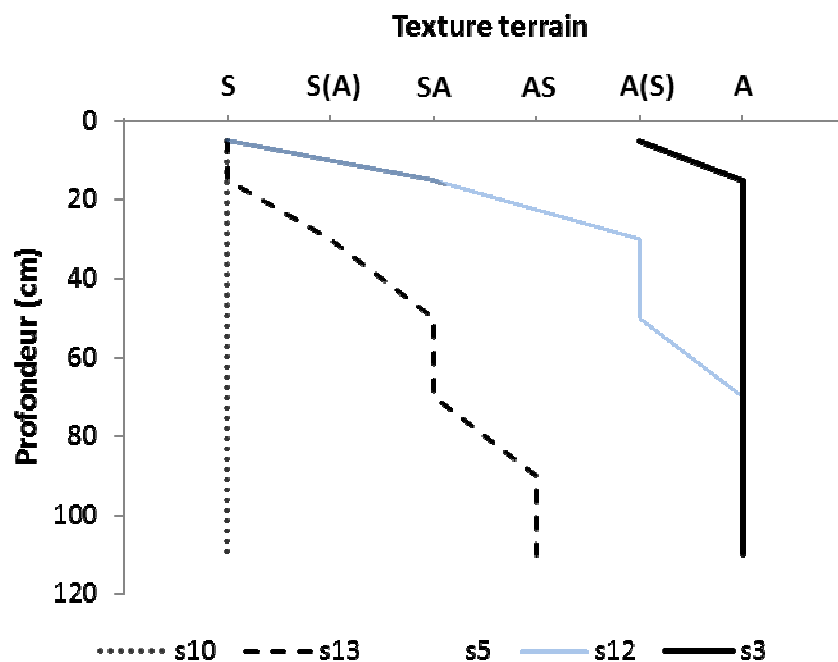 Texture terrain
S S(A) SA AS A(S) A
0
20
40
60
80
100
120
Profondeur (cm)
s10 s13 s5 s12 s3